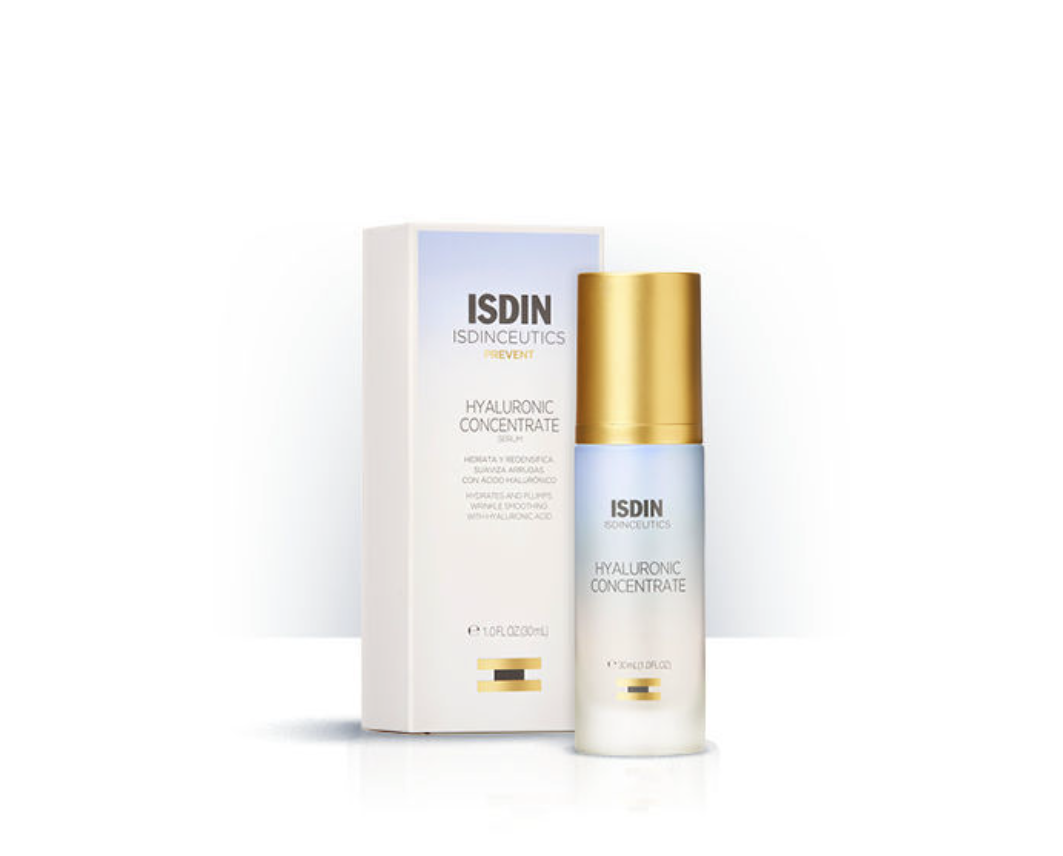 ISDIN
ISDINCEUTICS
PREVENT
HYALURONIC
CONCENTRATE
SERUM
HIDRATA Y REDENSIFICA
SUAVIZA ARRUGAS
CON ÁCIDO HIALURÓNICO
HYDRATES AND PLUMPS
WRINKLE SMOOTHING
WITH HYALURONIC ACID
℮ 1.0 FL.OZ.(30mL)
ISDIN
ISDINCEUTICS
HYALURONIC
CONCENTRATE
℮ 30mL(1.0FL.OZ)